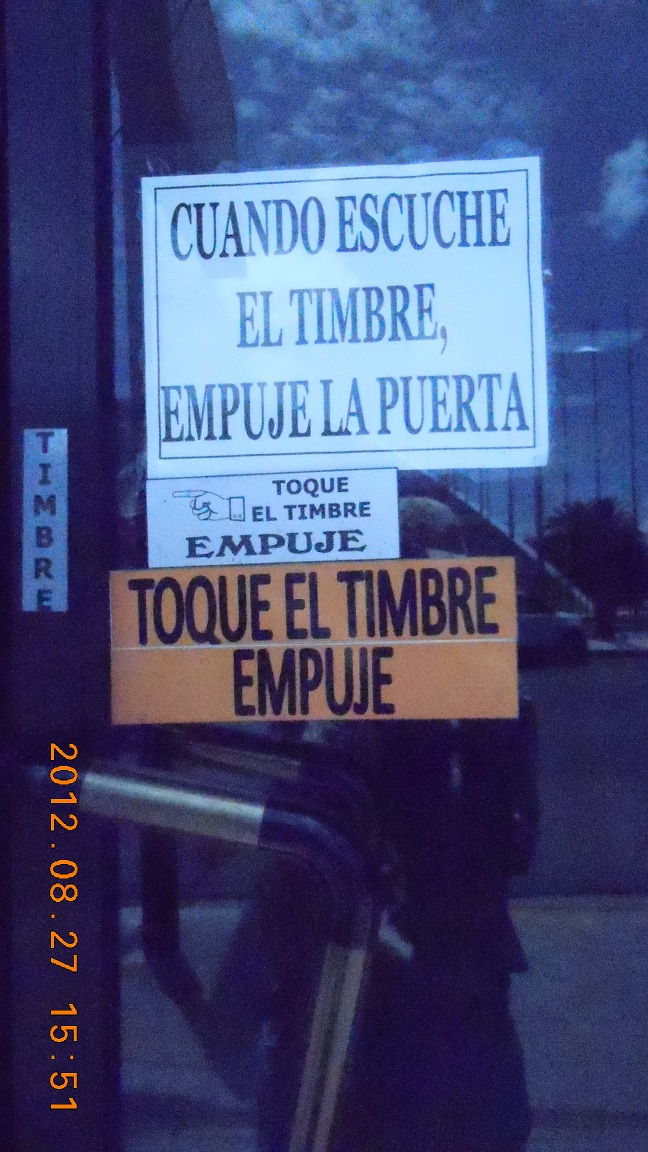 CUANDO ESCUCHE
EL TIMBRE,
EMPUJE LA PUERTA
TIMBRE
TOQUE
EL TIMBRE
EMPUJE
TOQUE EL TIMBRE
EMPUJE
2012.08.27 15:51